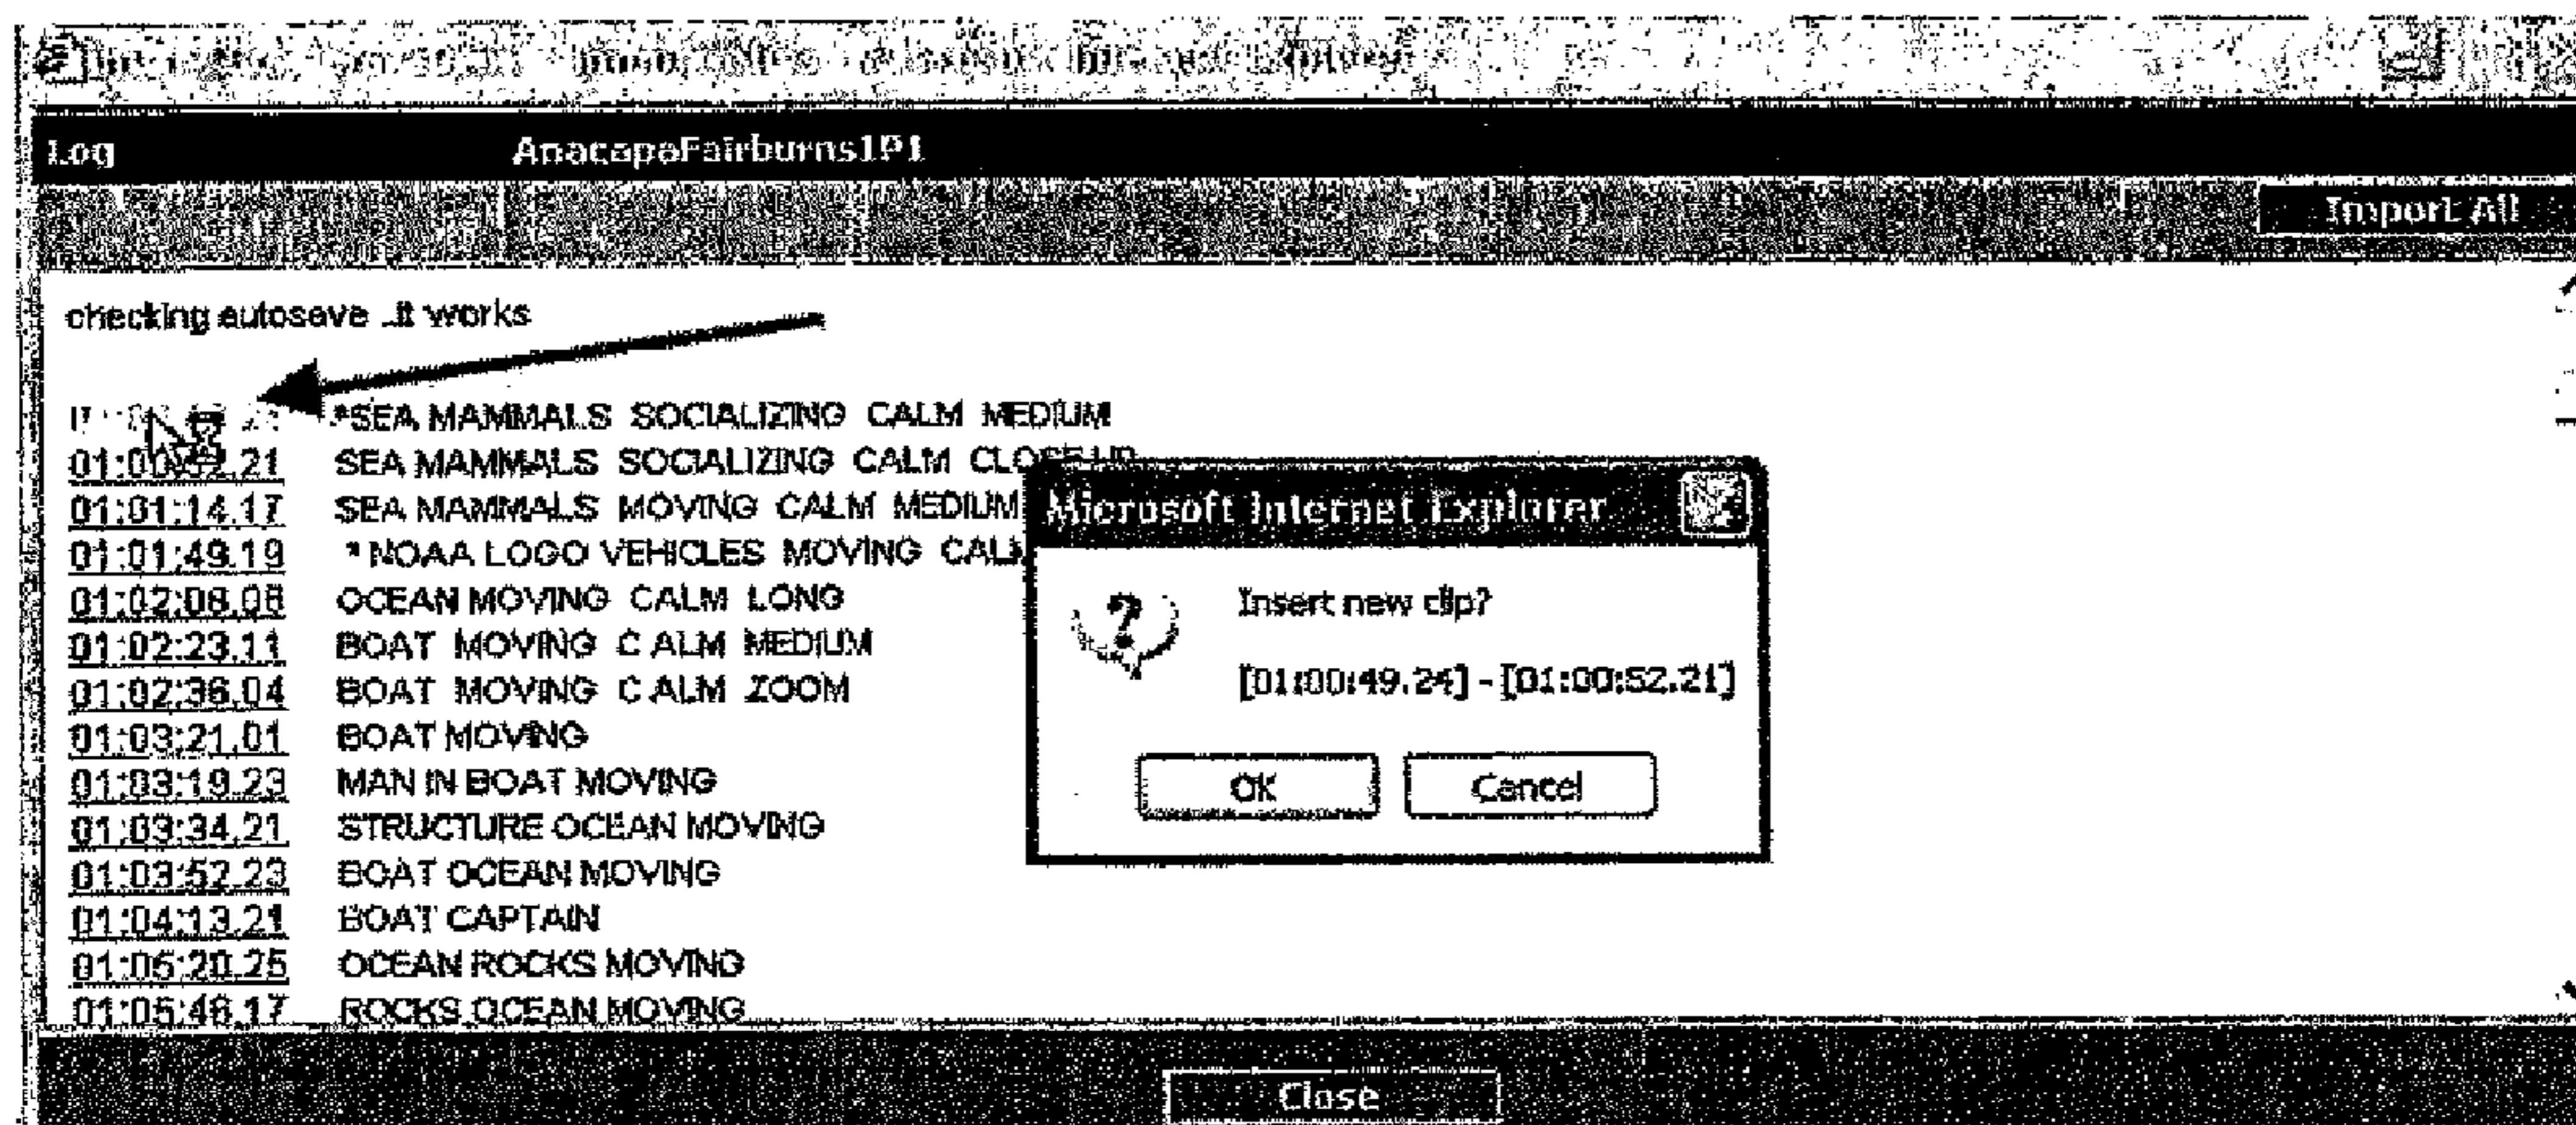 Log AnacapaFairburns1P1
Import All
checking autosave ..it works
*SEA MAMMALS SOCIALIZING CALM MEDIUM
01:00:52.21 SEA MAMMALS SOCIALIZING CALM CLOSE UP
01:01:14.17 SEA MAMMALS MOVING CALM MEDIUM
01:01:49.19 * NOAA LOGO VEHICLES MOVING CALM
01:02:08.08 OCEAN MOVING CALM LONG
01:02:23.11 BOAT MOVING C ALM MEDIUM
01:02:36.04 BOAT MOVING C ALM ZOOM
01:03:21.01 BOAT MOVING
01:03:19.23 MAN IN BOAT MOVING
01:03:34.21 STRUCTURE OCEAN MOVING
01:03:52.23 BOAT OCEAN MOVING
01:04:13.21 BOAT CAPTAIN
01:05:20.25 OCEAN ROCKS MOVING
01:05:46.17 ROCKS OCEAN MOVING
Microsoft Internet Explorer
Insert new clip?
[01:00:49.24] - [01:00:52.21]
OK Cancel
Close